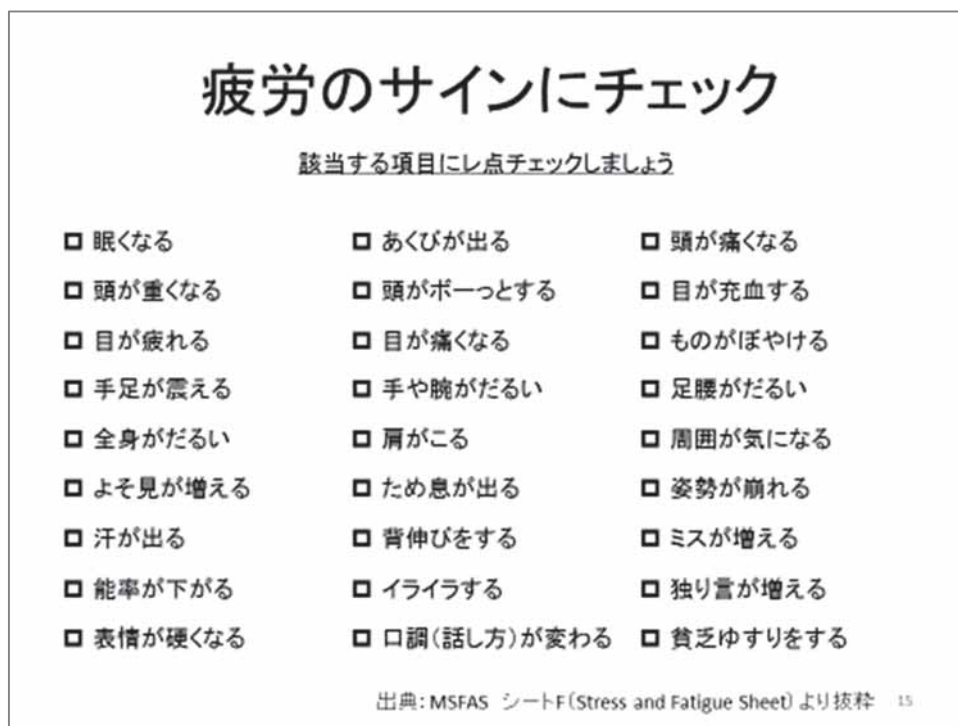 疲労のサインにチェック
該当する項目にレ点チェックしましょう
□ 眠くなる □ あくびが出る □ 頭が痛くなる
□ 頭が重くなる □ 頭がボーっとする □ 目が充血する
□ 目が疲れる □ 目が痛くなる □ ものがぼやける
□ 手足が震える □ 手や腕がだるい □ 足腰がだるい
□ 全身がだるい □ 肩がこる □ 周囲が気になる
□ よそ見が増える □ ため息が出る □ 姿勢が崩れる
□ 汗が出る □ 背伸びをする □ ミスが増える
□ 能率が下がる □ イライラする □ 独り言が増える
□ 表情が硬くなる □ 口調(話し方)が変わる □ 貧乏ゆすりをする
出典: MSFAS シートF(Stress and Fatigue Sheet) より抜粋 15